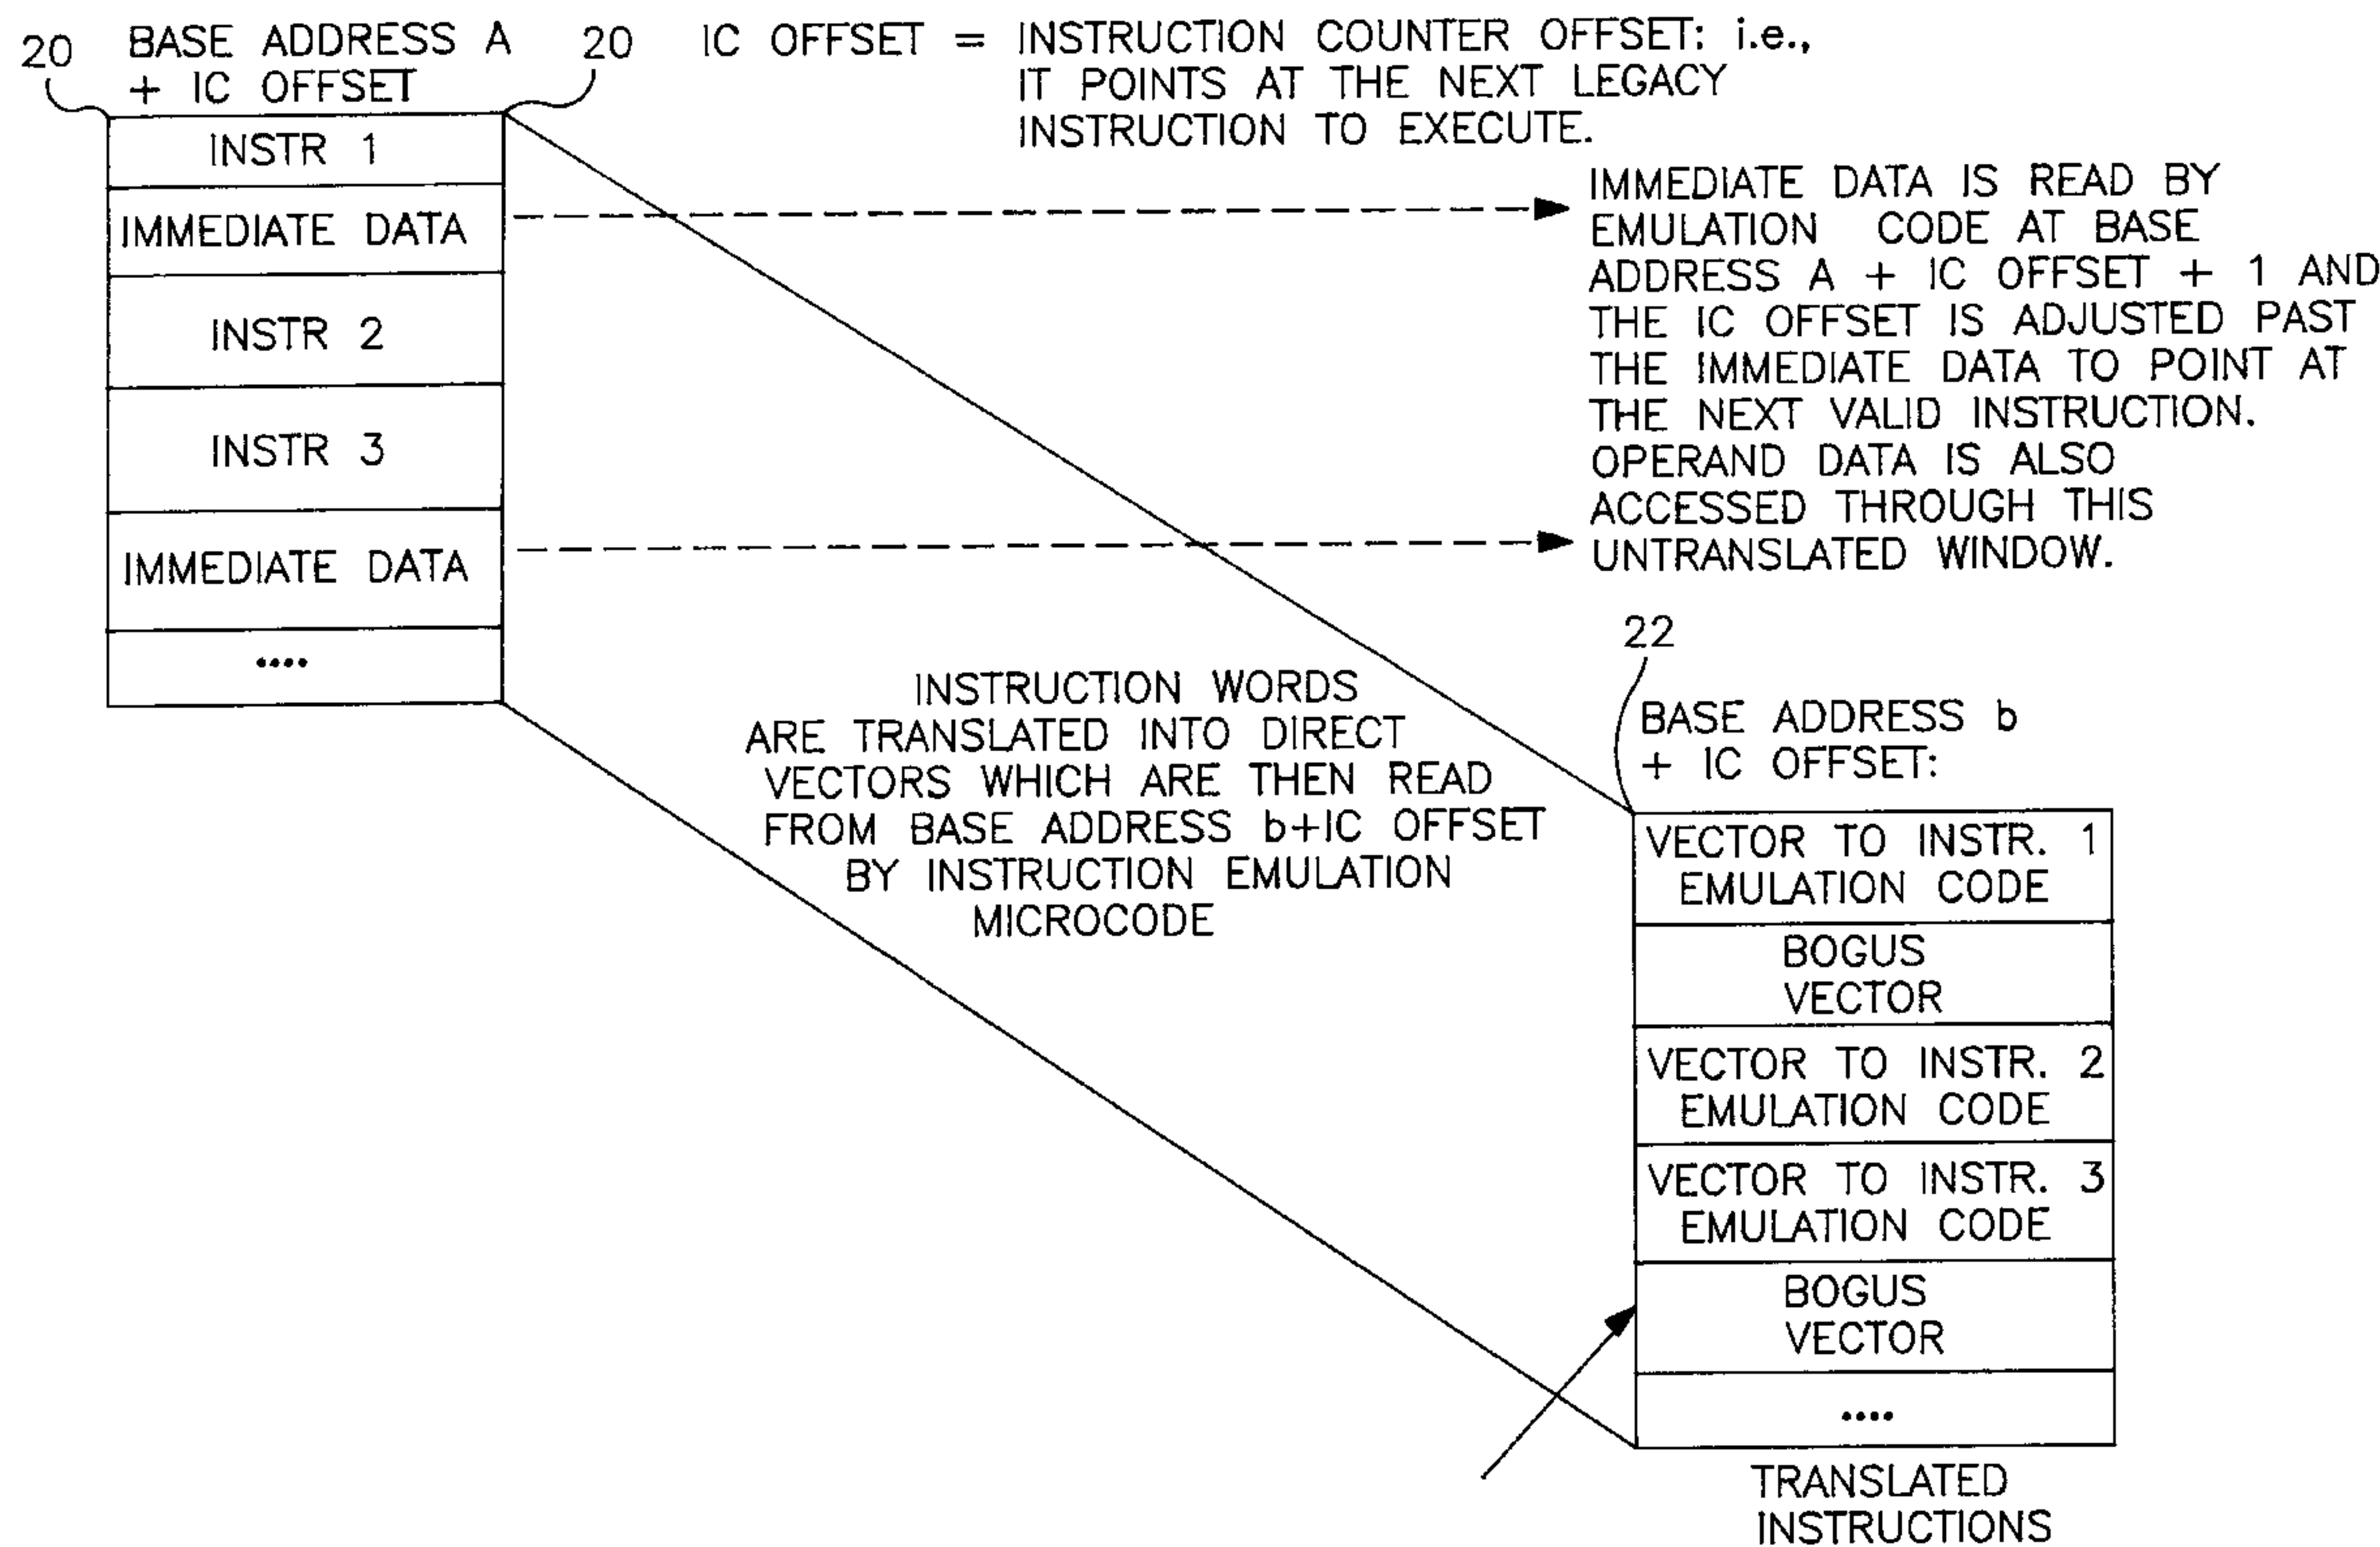 20
BASE ADDRESS A
+ IC OFFSET
20
IC OFFSET = INSTRUCTION COUNTER OFFSET: i.e.,
IT POINTS AT THE NEXT LEGACY
INSTRUCTION TO EXECUTE.
INSTR 1
IMMEDIATE DATA
INSTR 2
INSTR 3
IMMEDIATE DATA
....
IMMEDIATE DATA IS READ BY
EMULATION CODE AT BASE
ADDRESS A + IC OFFSET + 1 AND
THE IC OFFSET IS ADJUSTED PAST
THE IMMEDIATE DATA TO POINT AT
THE NEXT VALID INSTRUCTION.
OPERAND DATA IS ALSO
ACCESSED THROUGH THIS
UNTRANSLATED WINDOW.
INSTRUCTION WORDS
ARE TRANSLATED INTO DIRECT
VECTORS WHICH ARE THEN READ
FROM BASE ADDRESS b+IC OFFSET
BY INSTRUCTION EMULATION
MICROCODE
22
BASE ADDRESS b
+ IC OFFSET:
VECTOR TO INSTR. 1
EMULATION CODE
BOGUS
VECTOR
VECTOR TO INSTR. 2
EMULATION CODE
VECTOR TO INSTR. 3
EMULATION CODE
BOGUS
VECTOR
....
TRANSLATED
INSTRUCTIONS